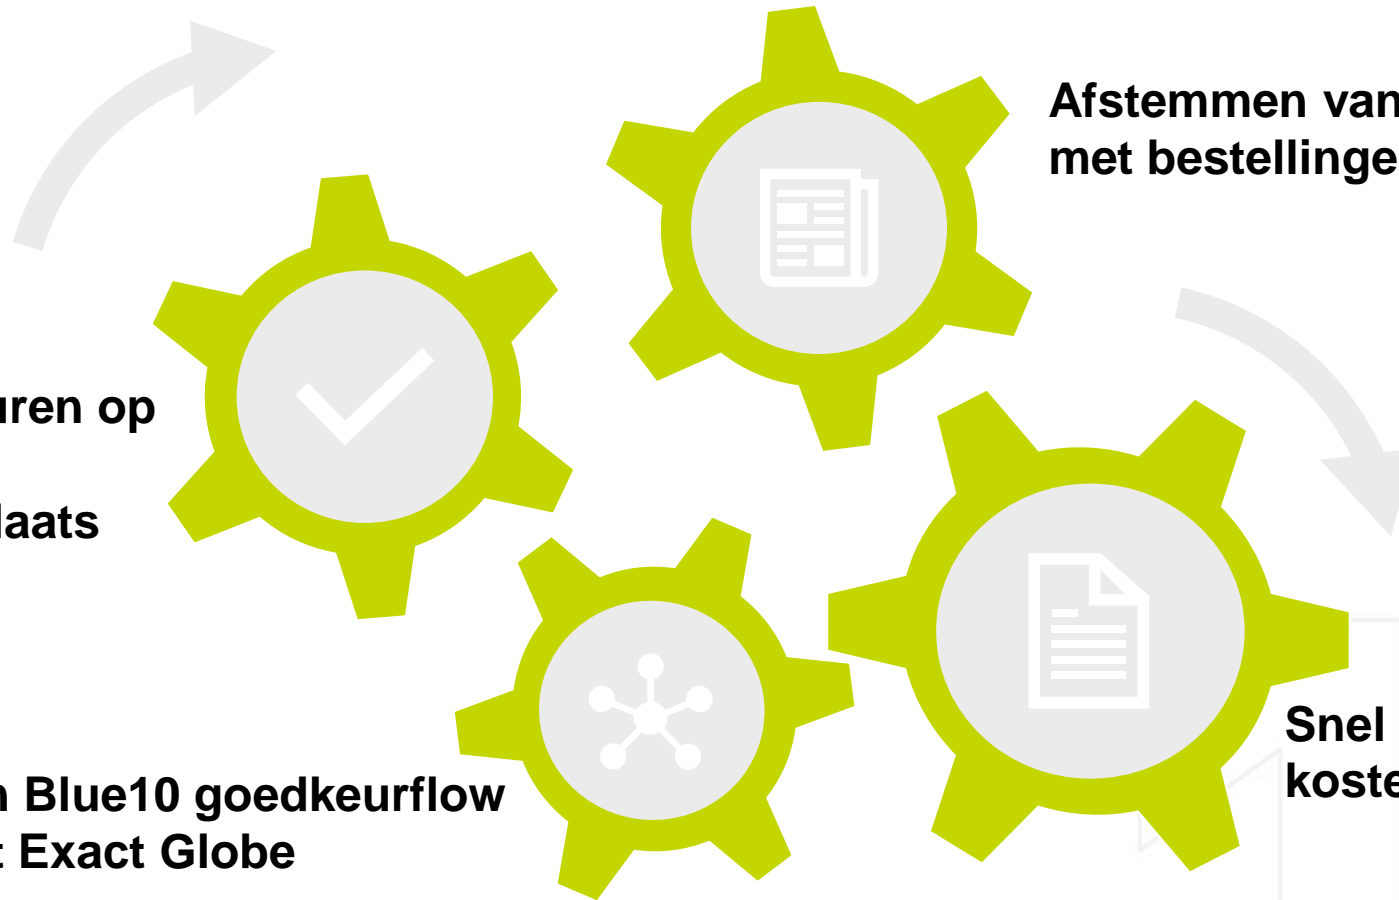 Afstemmen van
met bestellinge
uren op
laats
Snel
koste
n Blue10 goedkeurflow
t Exact Globe